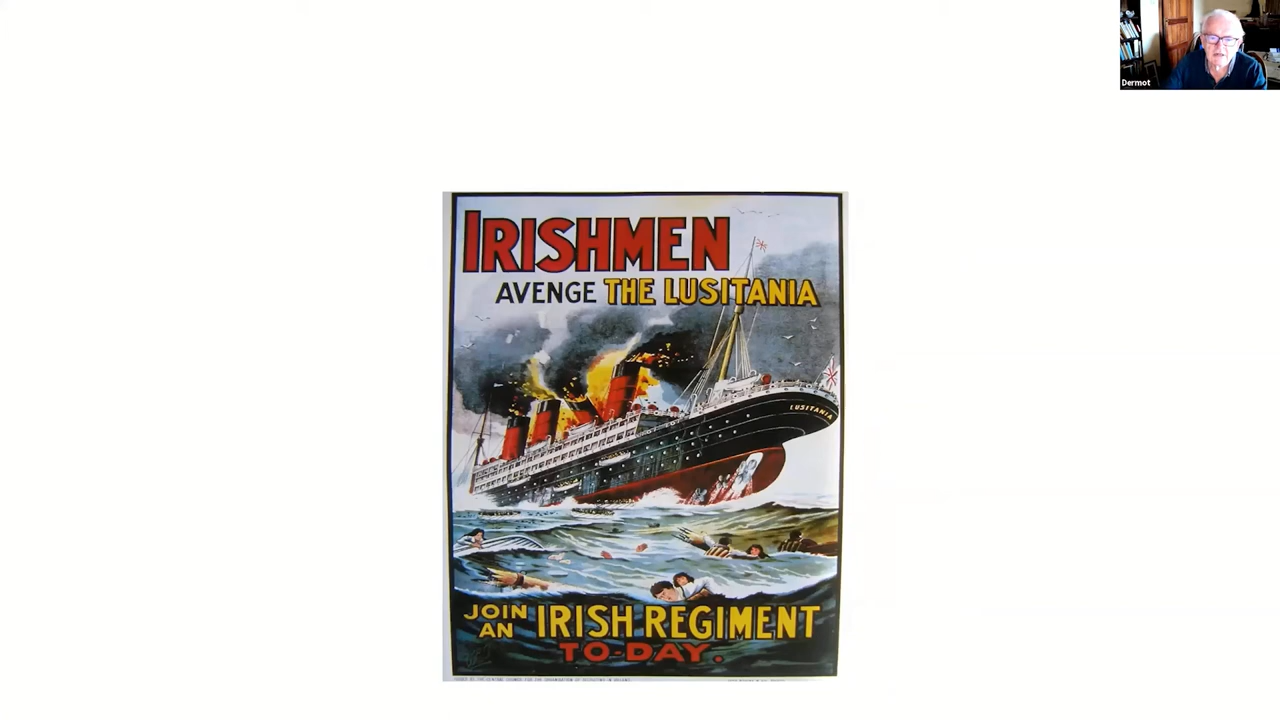 Dermot
IRISHMEN
AVENGE THE LUSITANIA
LUSITANIA
JOIN AN IRISH REGIMENT
TO-DAY.